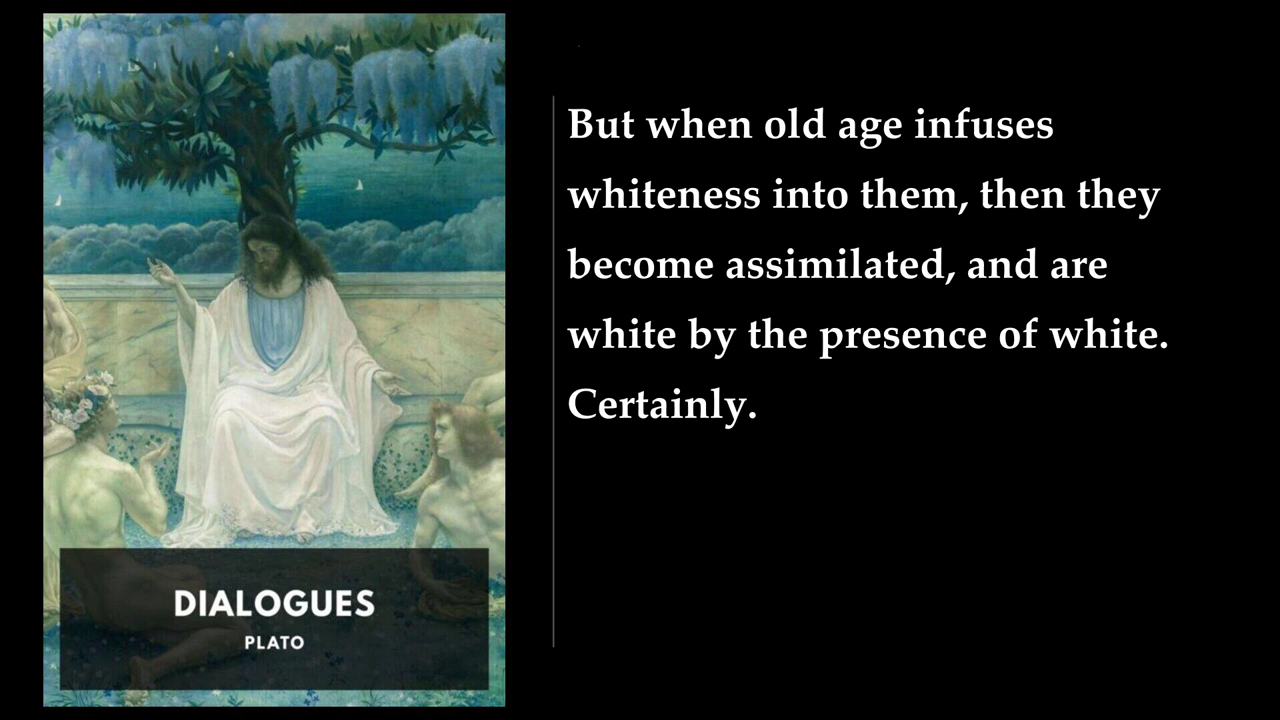 But when old age infuses
whiteness into them, then they
become assimilated, and are
white by the presence of white.
Certainly.
DIALOGUES
PLATO